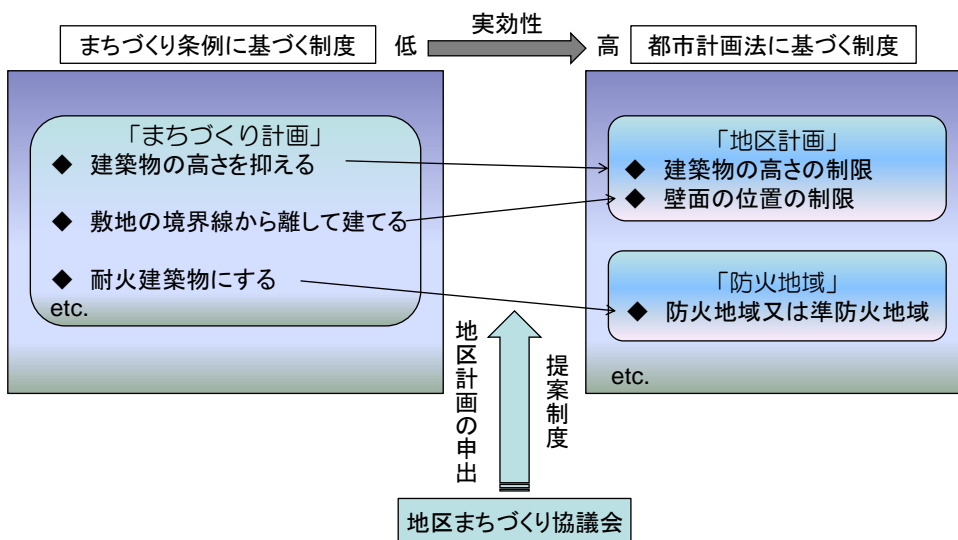 実効性
まちづくり条例に基づく制度
低
高
都市計画法に基づく制度
「まちづくり計画」
◆ 建築物の高さを抑える
◆ 敷地の境界線から離して建てる
◆ 耐火建築物にする
etc.
「地区計画」
◆ 建築物の高さの制限
◆ 壁面の位置の制限
「防火地域」
◆ 防火地域又は準防火地域
etc.
地区計画の申出
提案制度
地区まちづくり協議会